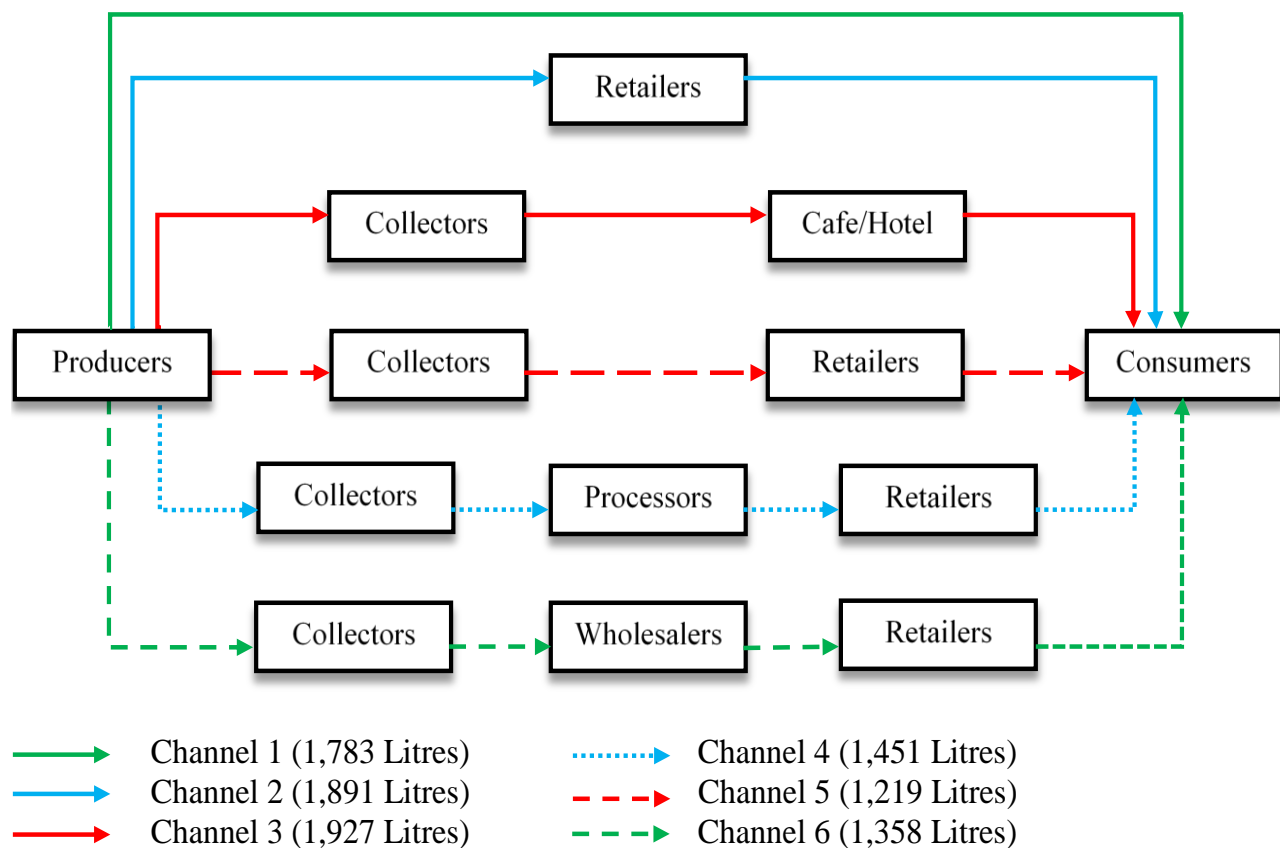 Retailers
Collectors
Cafe/Hotel
Producers
Collectors
Retailers
Consumers
Collectors
Processors
Retailers
Collectors
Wholesalers
Retailers
Channel 1 (1,783 Litres)
Channel 4 (1,451 Litres)
Channel 2 (1,891 Litres)
Channel 5 (1,219 Litres)
Channel 3 (1,927 Litres)
Channel 6 (1,358 Litres)